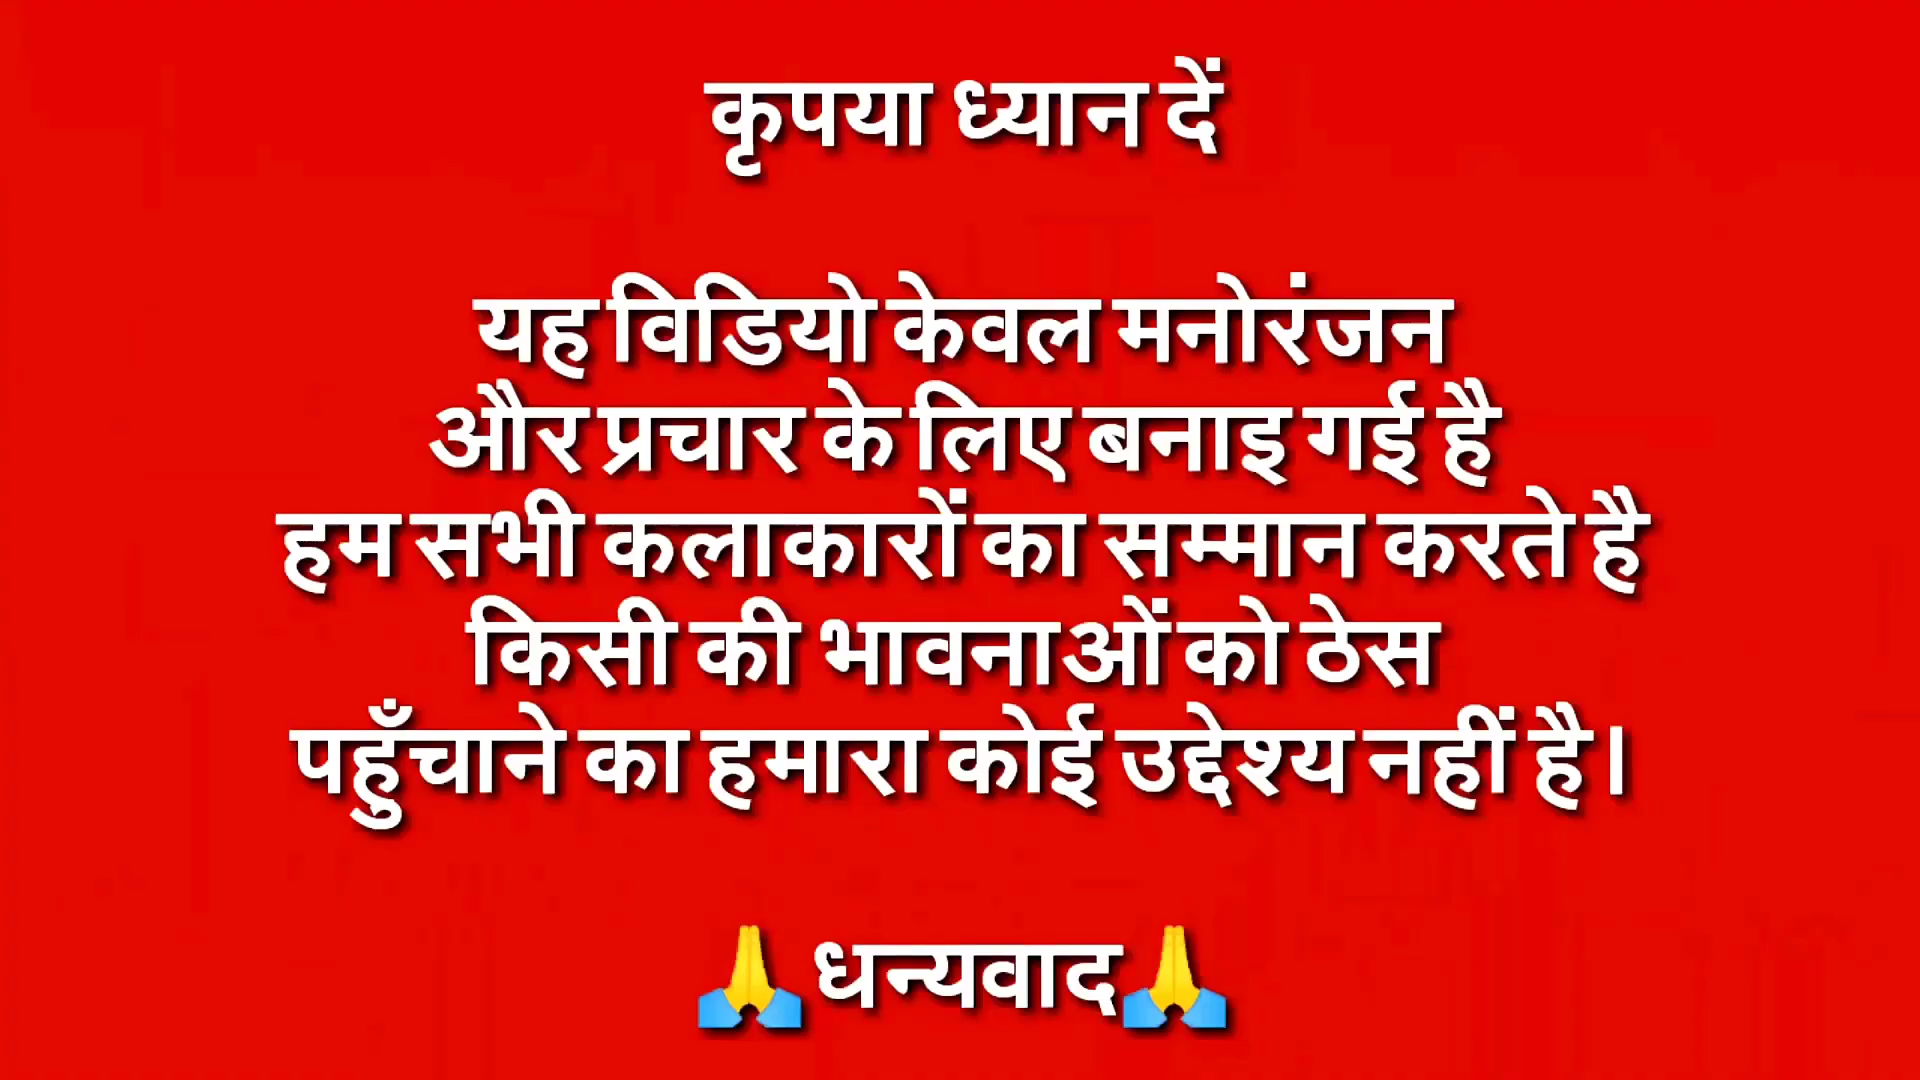 कृपया ध्यान दें
यह विडियो केवल मनोरंजन
और प्रचार के लिए बनाइ गई है
हम सभी कलाकारों का सम्मान करते है
किसी की भावनाओं को ठेस
पहुँचाने का हमारा कोई उद्देश्य नहीं है।
🙏धन्यवाद🙏